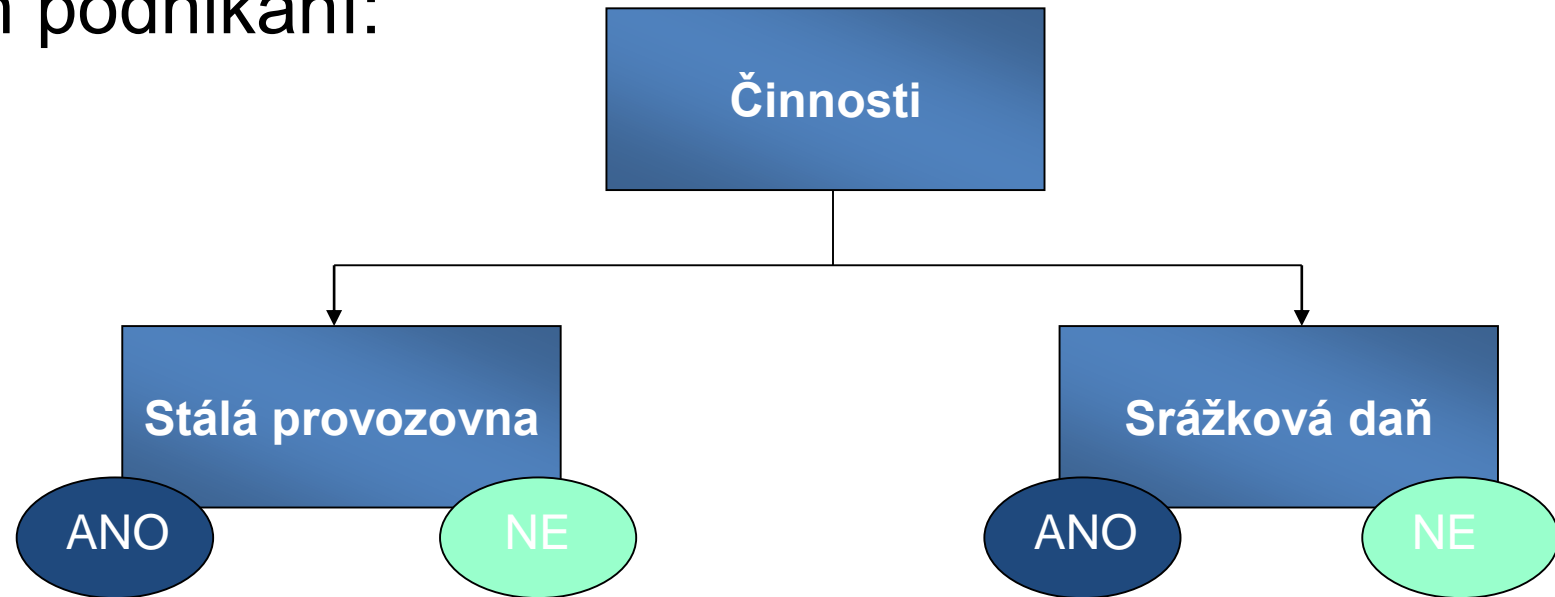 podnikání:
Činnosti
Stálá provozovna
Srážková daň
ANO
NE
ANO
NE